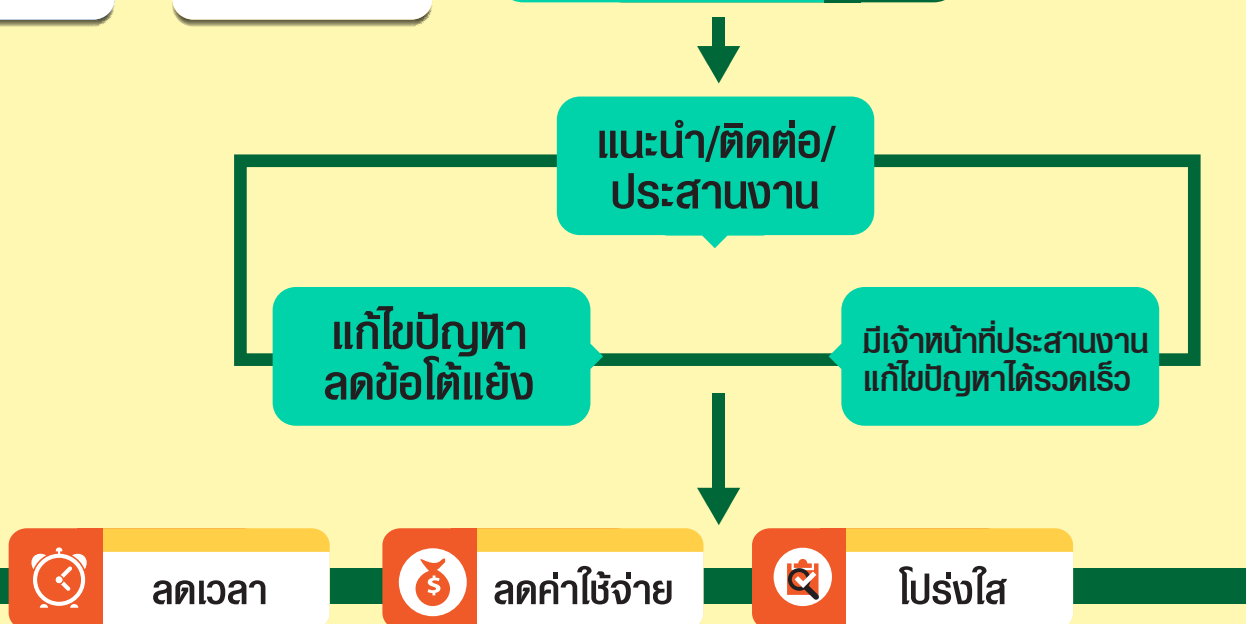 แนะนำ/ติดต่อ/
ประสานงาน
แก้ไขปัญหา
ลดข้อโต้แย้ง
มีเจ้าหน้าที่ประสานงาน
แก้ไขปัญหาได้รวดเร็ว
ลดเวลา
ลดค่าใช้จ่าย
โปร่งใส